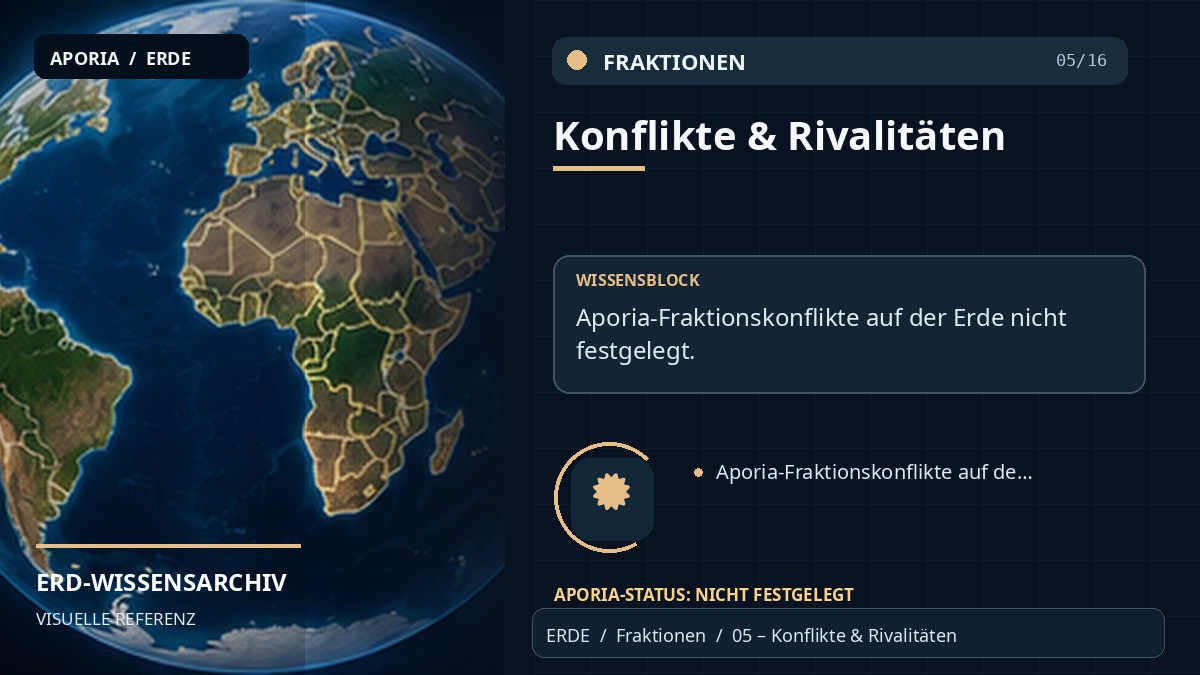 APORIA / ERDE
ERD-WISSENSARCHIV
VISUELLE REFERENZ
FRAKTIONEN
05/16
Konflikte & Rivalitäten
WISSENSBLOCK
Aporia-Fraktionskonflikte auf der Erde nicht
festgelegt.
Aporia-Fraktionskonflikte auf de…
APORIA-STATUS: NICHT FESTGELEGT
ERDE / Fraktionen / 05 – Konflikte & Rivalitäten